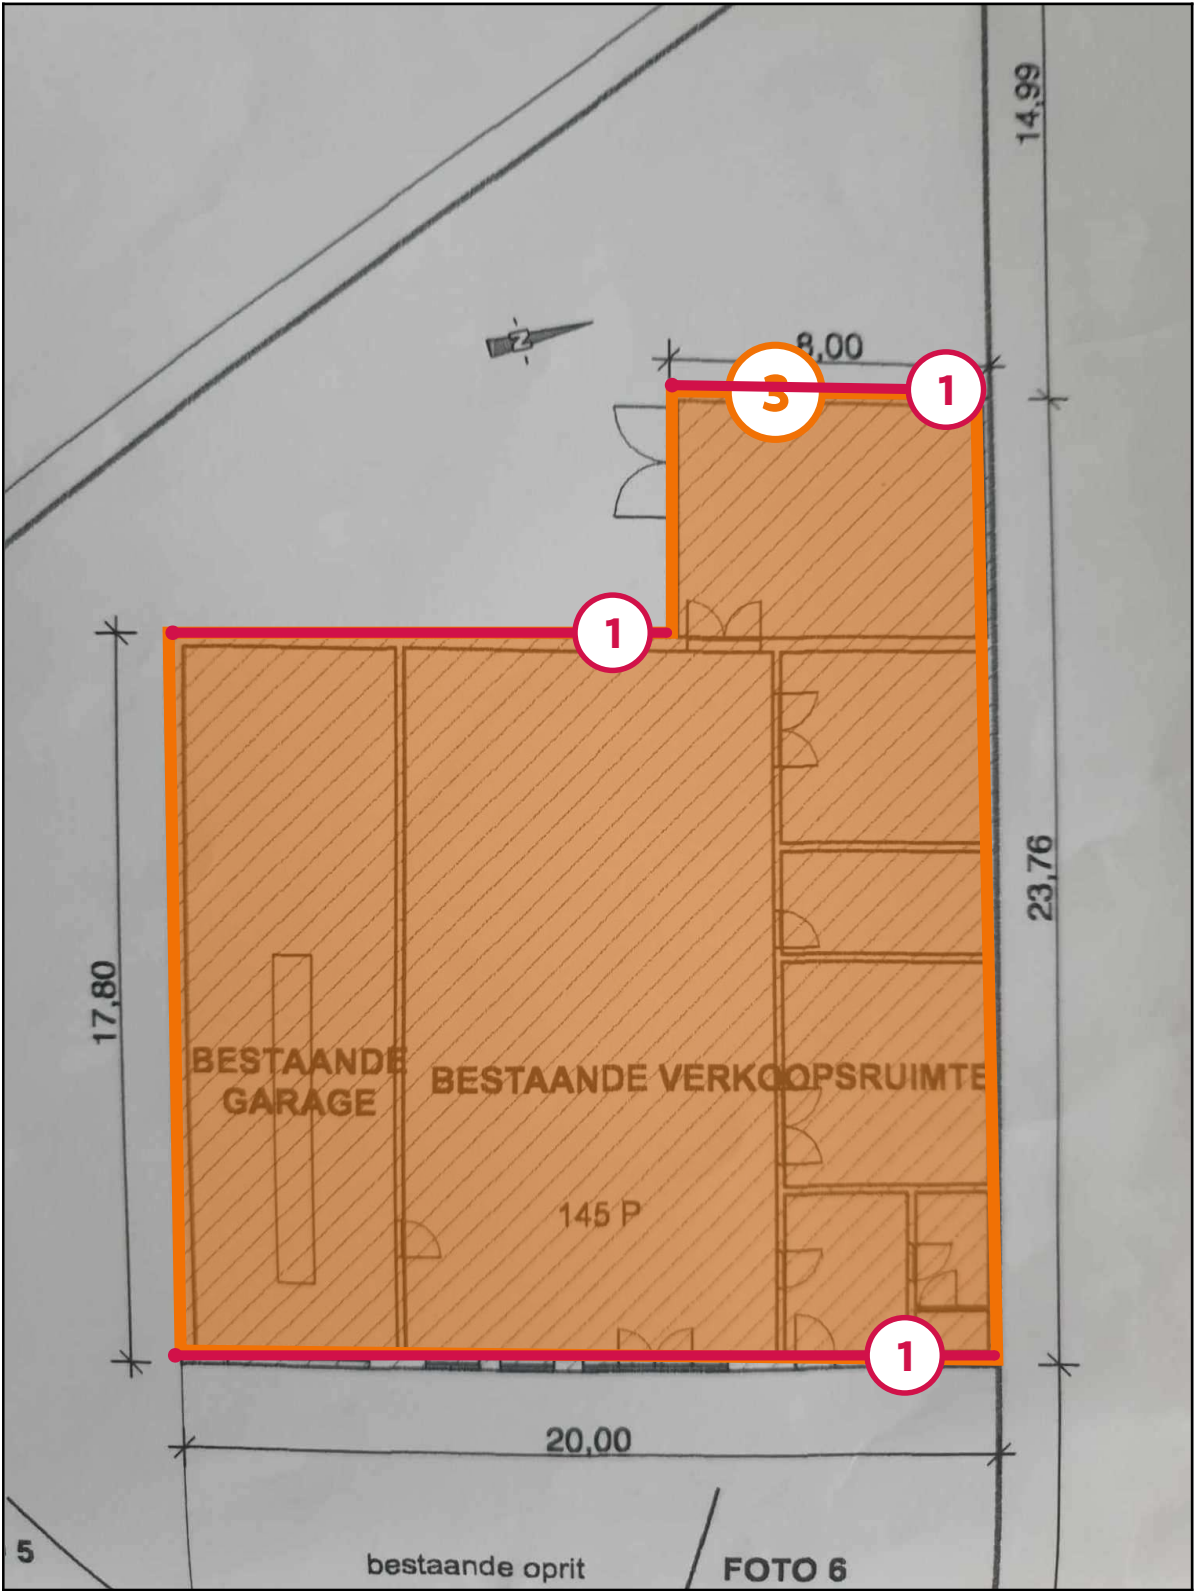 14,99
8,00
3
1
1
N
23,76
17,80
BESTAANDE
GARAGE
BESTAANDE VERKOOPSRUIMTE
145 P
1
20,00
5
bestaande oprit
FOTO 6